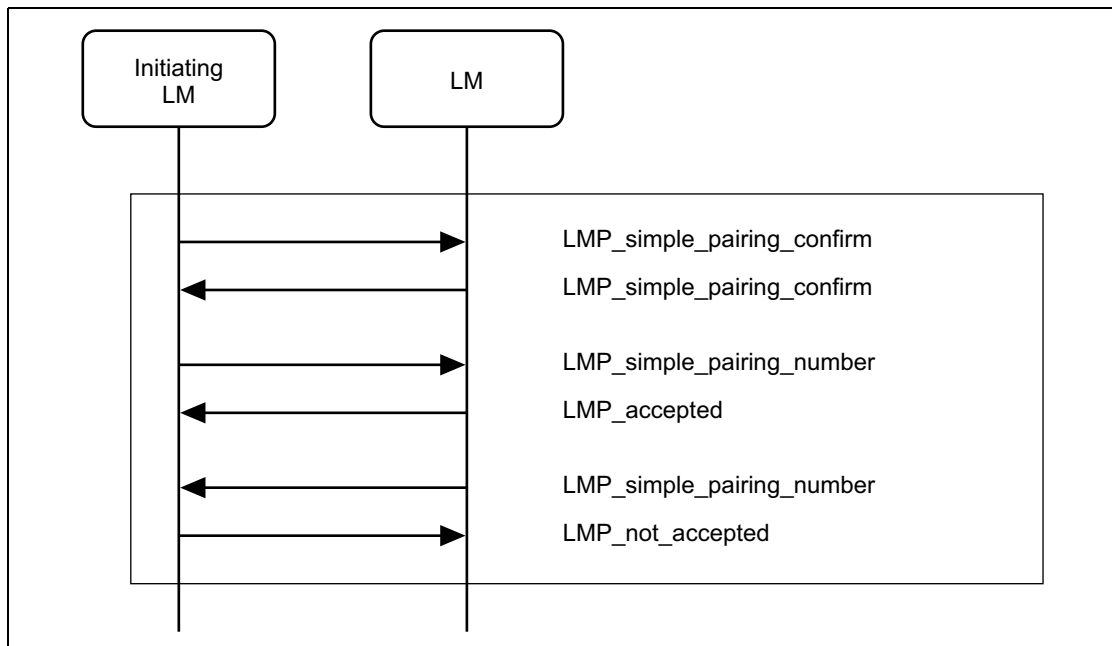 Initiating
LM
LM
LMP_simple_pairing_confirm
LMP_simple_pairing_confirm
LMP_simple_pairing_number
LMP_accepted
LMP_simple_pairing_number
LMP_not_accepted